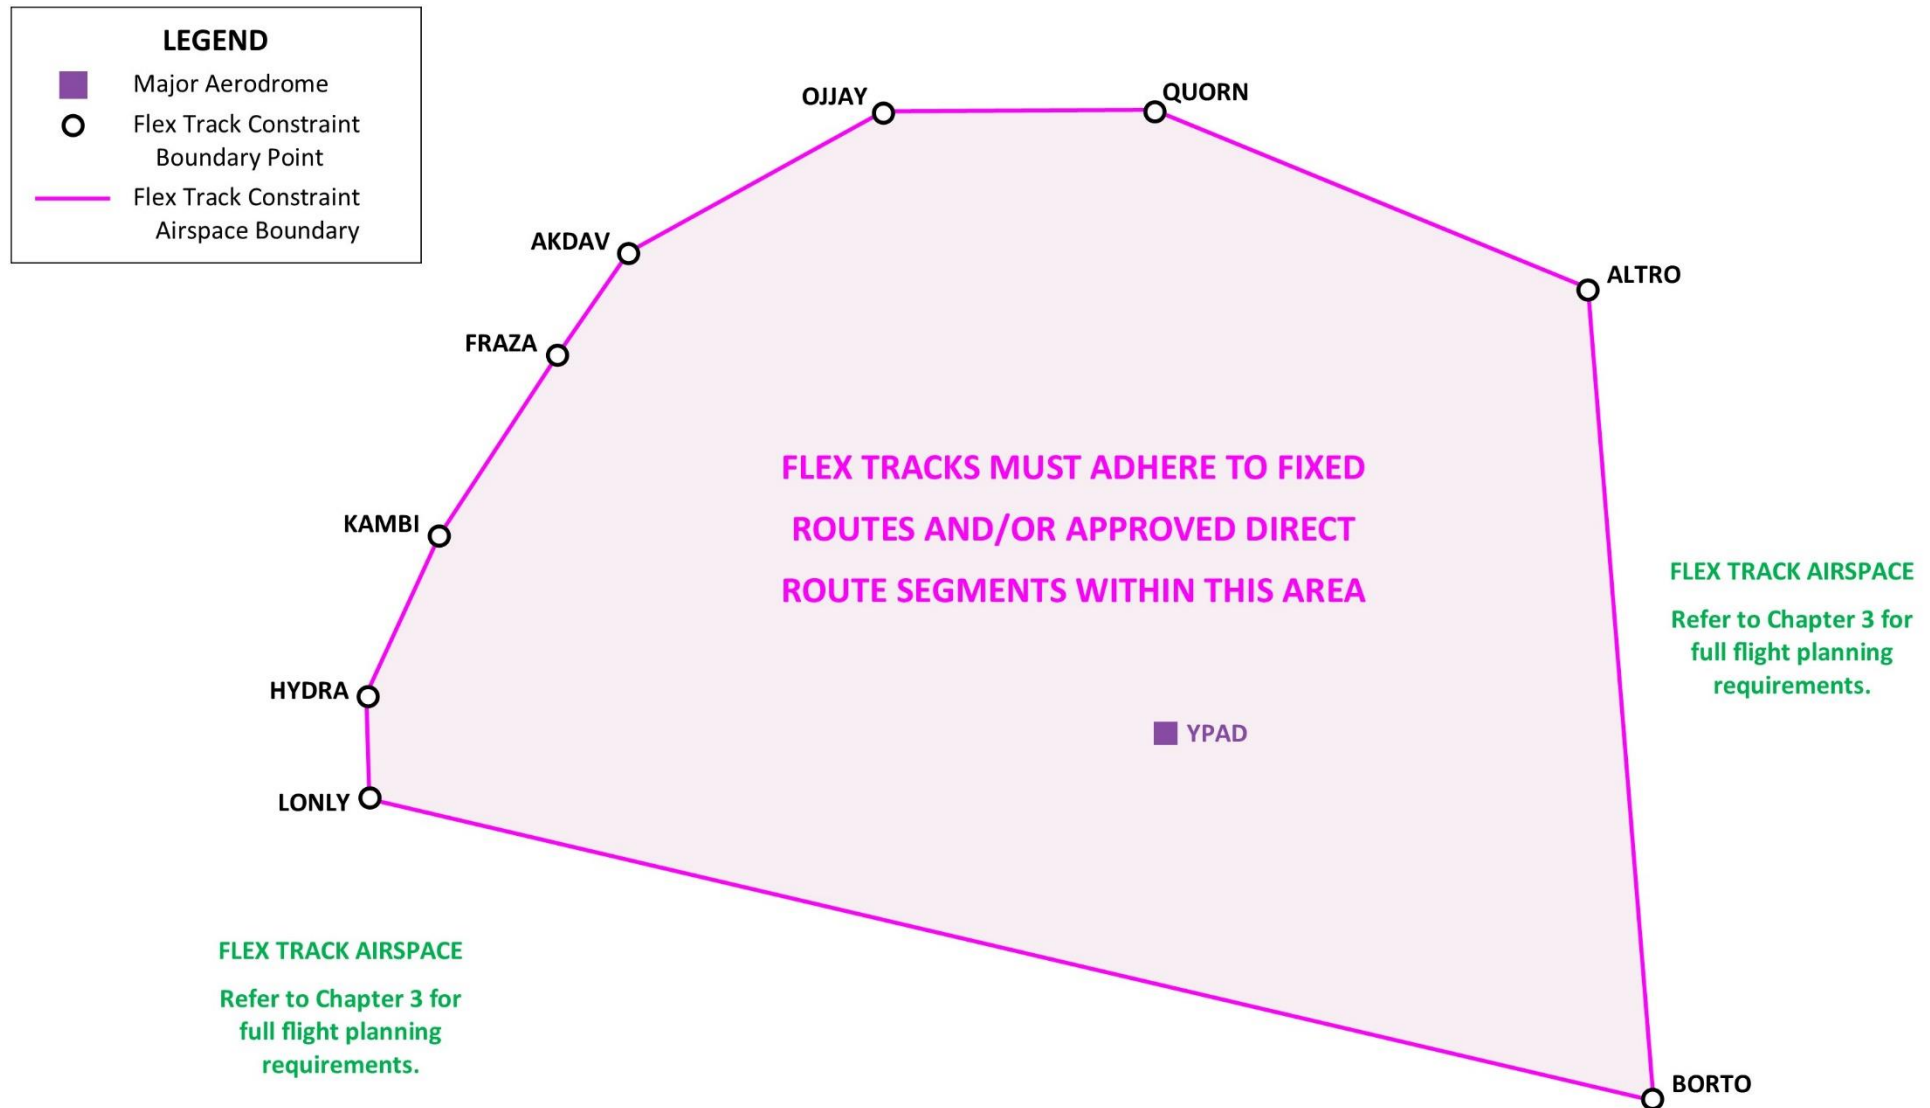 LEGEND
Major Aerodrome
Flex Track Constraint
Boundary Point
Flex Track Constraint
Airspace Boundary
OJJAY
QUORN
AKDAV
ALTRO
FRAZA
KAMBI
FLEX TRACKS MUST ADHERE TO FIXED
ROUTES AND/OR APPROVED DIRECT
ROUTE SEGMENTS WITHIN THIS AREA
FLEX TRACK AIRSPACE
Refer to Chapter 3 for
full flight planning
requirements.
HYDRA
YPAD
LONLY
FLEX TRACK AIRSPACE
Refer to Chapter 3 for
full flight planning
requirements.
BORTO